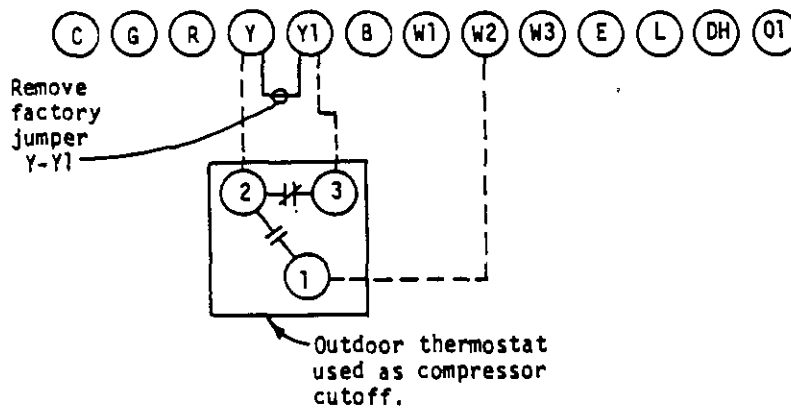 C G R Y Y1 B W1 W2 W3 E L DH O1
Remove
factory
jumper
Y-Y1
2 3
1
Outdoor thermostat
used as compressor
cutoff.